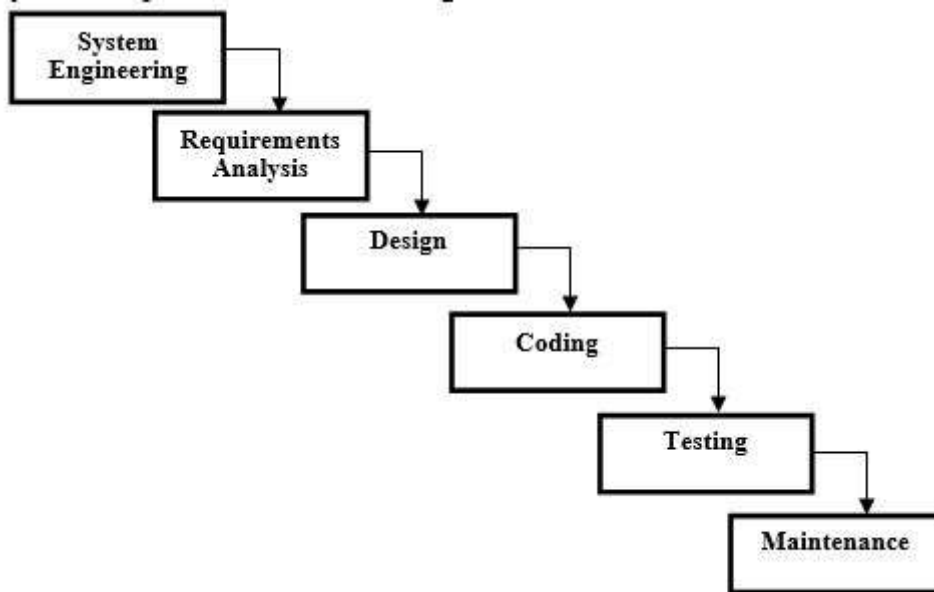 System
Engineering
Requirements
Analysis
Design
Coding
Testing
Maintenance